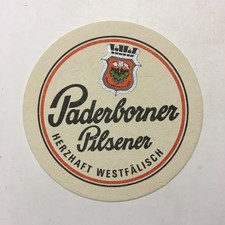 Paderborner
Pilsener
HERZHAFT WESTFÄLISCH